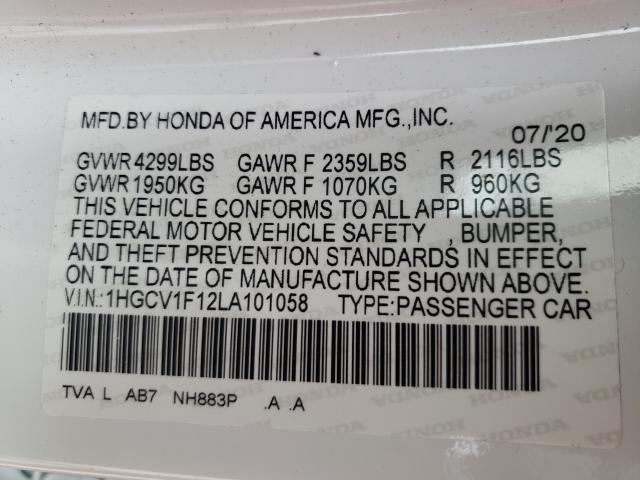 MFD.BY HONDA OF AMERICA MFG.,INC. 07/'20
GVWR 4299LBS GAWR F 2359LBS R 2116LBS
GVWR 1950KG GAWR F 1070KG R 960KG
THIS VEHICLE CONFORMS TO ALL APPLICABLE
FEDERAL MOTOR VEHICLE SAFETY , BUMPER,
AND THEFT PREVENTION STANDARDS IN EFFECT
ON THE DATE OF MANUFACTURE SHOWN ABOVE.
V.I.N.:1HGCV1F12LA101058 TYPE:PASSENGER CAR
TVA L AB7 NH883P .A .A